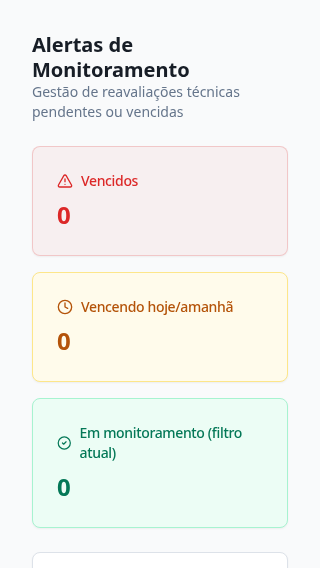 Alertas de
Monitoramento
Gestão de reavaliações técnicas
pendentes ou vencidas
Vencidos
0
Vencendo hoje/amanhã
0
Em monitoramento (filtro
atual)
0